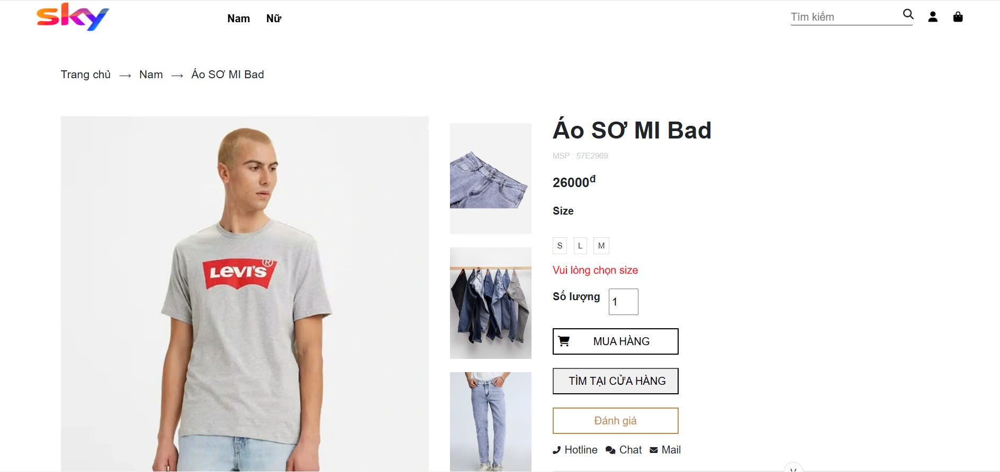 sky
Nam Nữ
Tìm kiếm
Trang chủ → Nam → Áo SƠ MI Bad
LEVI'S®
Áo SƠ MI Bad
MSP : 57E2969
26000đ
Size
S L M
Vui lòng chọn size
Số lượng 1
MUA HÀNG
TÌM TẠI CỬA HÀNG
Đánh giá
Hotline Chat Mail